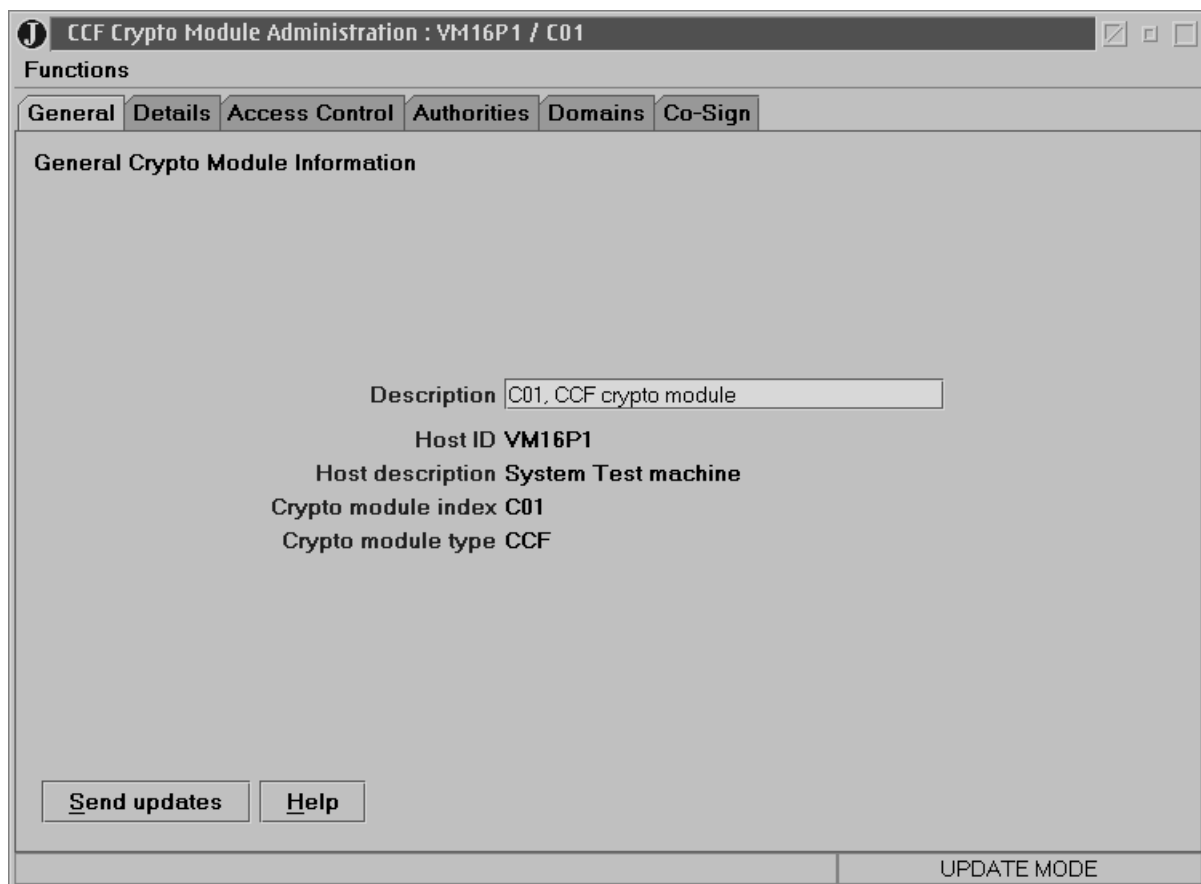 J CCF Crypto Module Administration : VM16P1 / C01
Functions
General Details Access Control Authorities Domains Co-Sign
General Crypto Module Information
Description C01, CCF crypto module
Host ID VM16P1
Host description System Test machine
Crypto module index C01
Crypto module type CCF
Send updates Help
UPDATE MODE